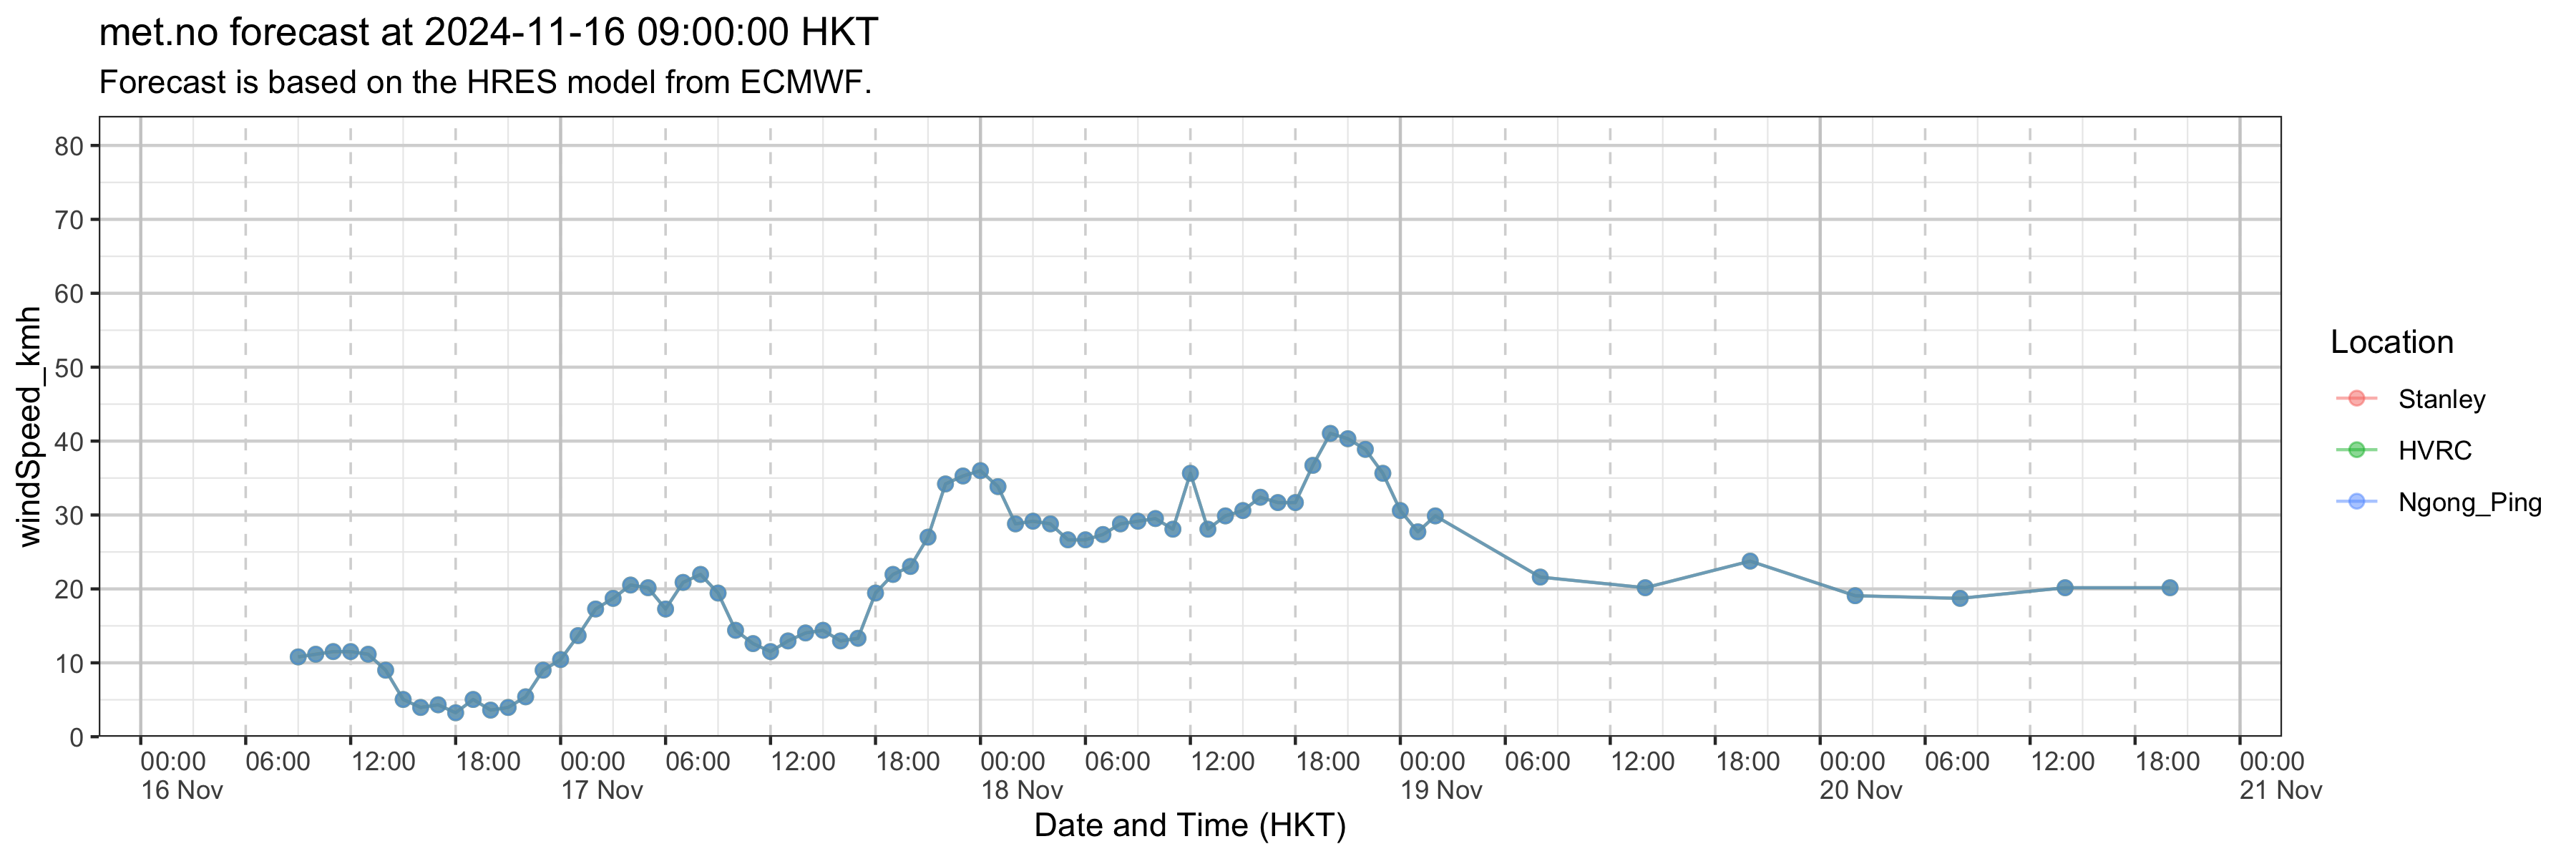 met.no forecast at 2024-11-16 09:00:00 HKT
Forecast is based on the HRES model from ECMWF.
windSpeed_kmh
80
70
60
50
40
30
20
10
0
00:00 06:00 12:00 18:00 00:00 06:00 12:00 18:00 00:00 06:00 12:00 18:00 00:00 06:00 12:00 18:00 00:00 06:00 12:00 18:00 00:00
16 Nov 17 Nov 18 Nov 19 Nov 20 Nov 21 Nov
Date and Time (HKT)
Location
Stanley
HVRC
Ngong_Ping